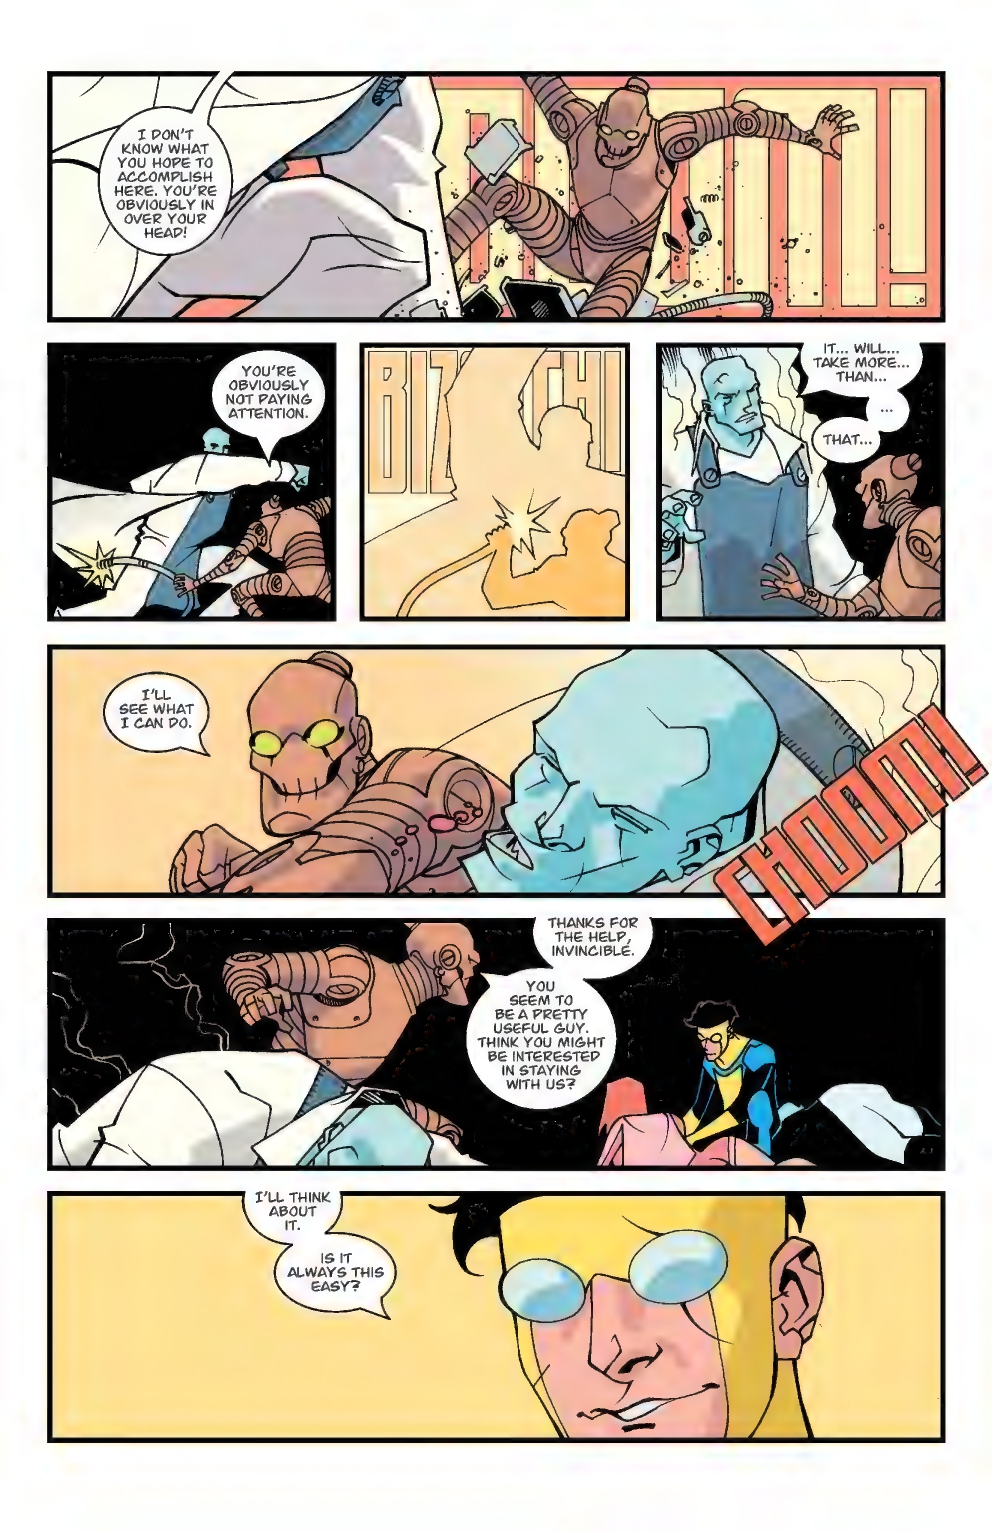 I DON'T
KNOW WHAT
YOU HOPE TO
ACCOMPLISH
HERE. YOU'RE
OBVIOUSLY IN
OVER YOUR
HEAD!
YOU'RE
OBVIOUSLY
NOT PAYING
ATTENTION.
IT... WILL...
TAKE MORE...
THAN...
...
THAT...
I'LL
SEE WHAT
I CAN DO.
CHOOM!
THANKS FOR
THE HELP,
INVINCIBLE.
YOU
SEEM TO
BE A PRETTY
USEFUL GUY.
THINK YOU MIGHT
BE INTERESTED
IN STAYING
WITH US?
I'LL THINK
ABOUT
IT.
IS IT
ALWAYS THIS
EASY?